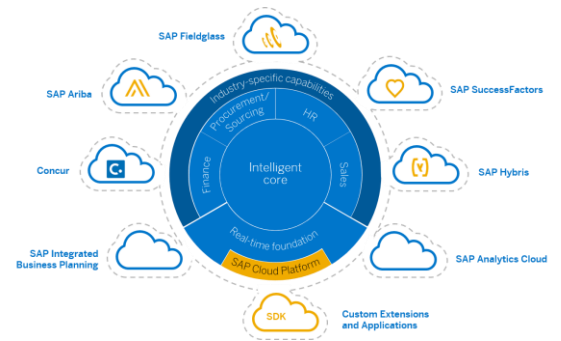 SAP Fieldglass
SAP Ariba
SAP SuccessFactors
Industry-specific capabilities
Procurement/
Sourcing
HR
Concur
C.
Finance
Intelligent
core
Sales
SAP Hybris
SAP Integrated
Business Planning
Real-time foundation
SAP Analytics Cloud
SAP Cloud Platform
SDK
Custom Extensions
and Applications